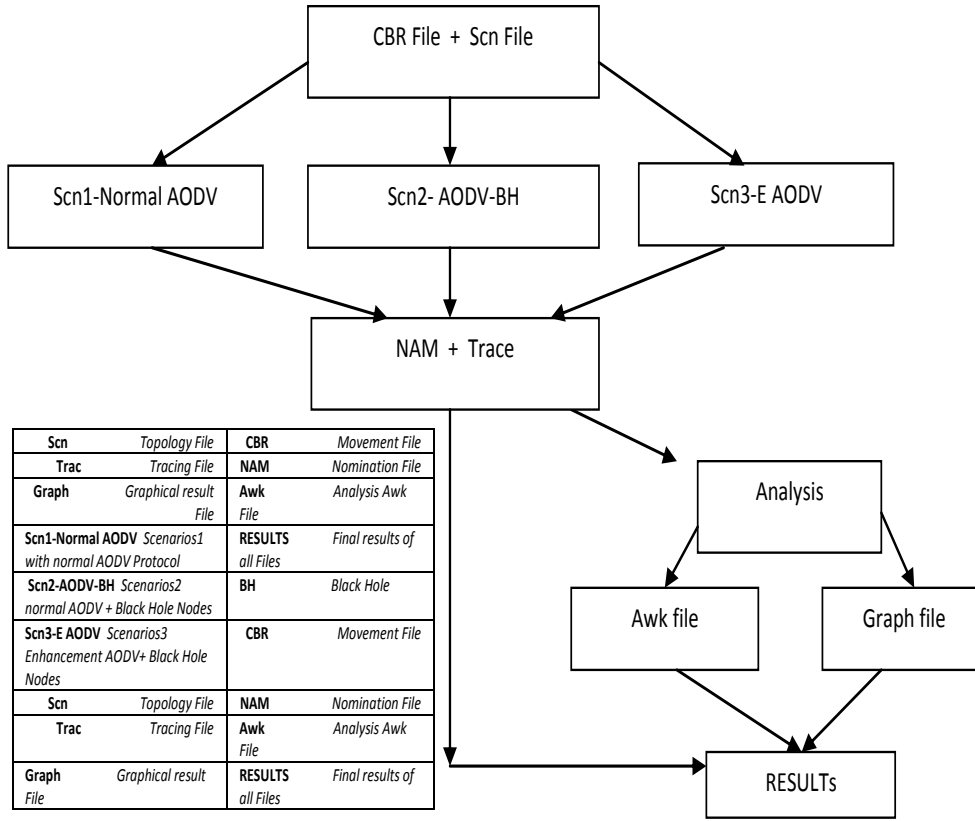 CBR File + Scn File
Scn1-Normal AODV
Scn2- AODV-BH
Scn3-E AODV
NAM + Trace
Analysis
Awk file
Graph file
RESULTs
Scn Topology File
CBR Movement File
Trac Tracing File
NAM Nomination File
Graph Graphical result
File
Awk Analysis Awk
File
Scn1-Normal AODV Scenarios1
with normal AODV Protocol
RESULTS Final results of
all Files
Scn2-AODV-BH Scenarios2
normal AODV + Black Hole Nodes
BH Black Hole
Scn3-E AODV Scenarios3
Enhancement AODV+ Black Hole
Nodes
CBR Movement File
Scn Topology File
NAM Nomination File
Trac Tracing File
Awk Analysis Awk
File
Graph Graphical result
File
RESULTS Final results of
all Files